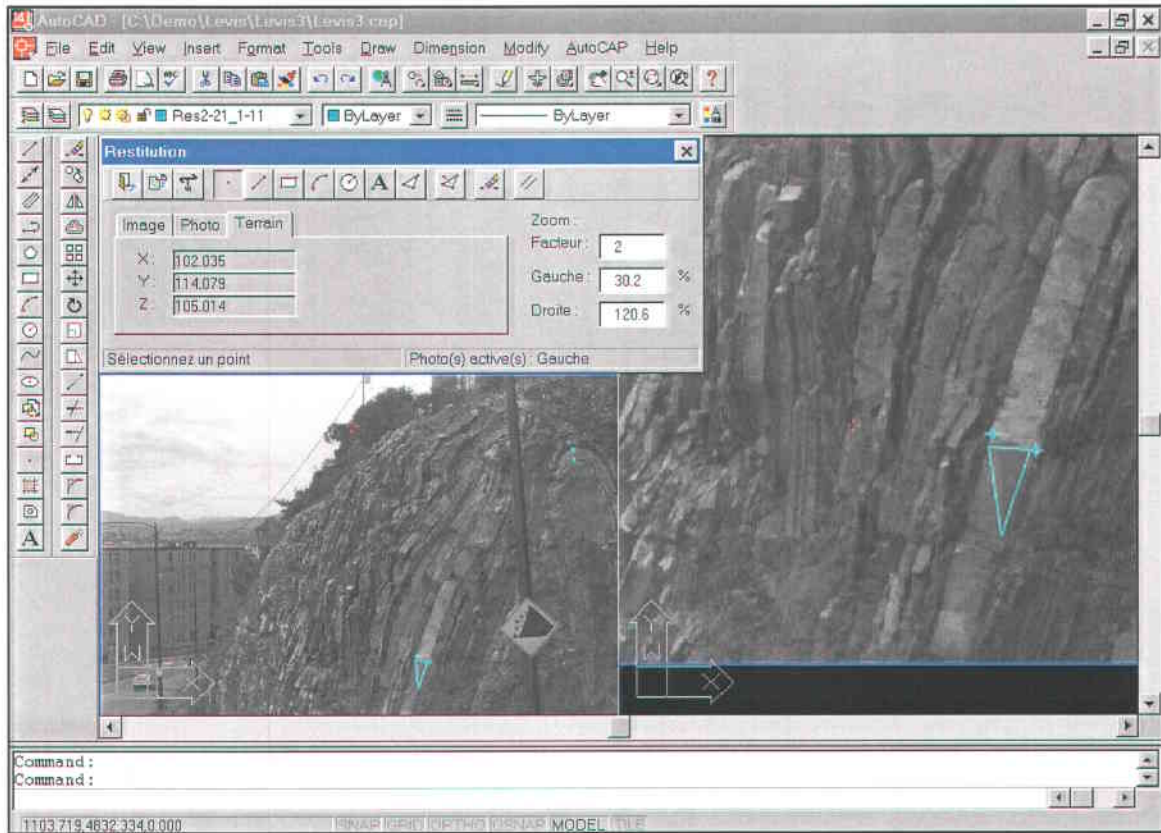 AutoCAD - [C:\Demo\Levis\Levis3\Levis3.cop]
File Edit View Insert Format Tools Draw Dimension Modify AutoCAP Help
Res2-21_1-11 ByLayer ByLayer
Restitution
A
Image Photo Terrain
X: 102.035
Y: 114.079
Z: 105.014
Zoom :
Facteur : 2
Gauche : 30.2 %
Droite : 120.6 %
Sélectionnez un point Photo(s) active(s) : Gauche
A
Y
W
X
Y
W
X
Command:
Command:
1103.719,4832.334,0.000 SNAP GRID ORTHO OSNAP MODEL TILE